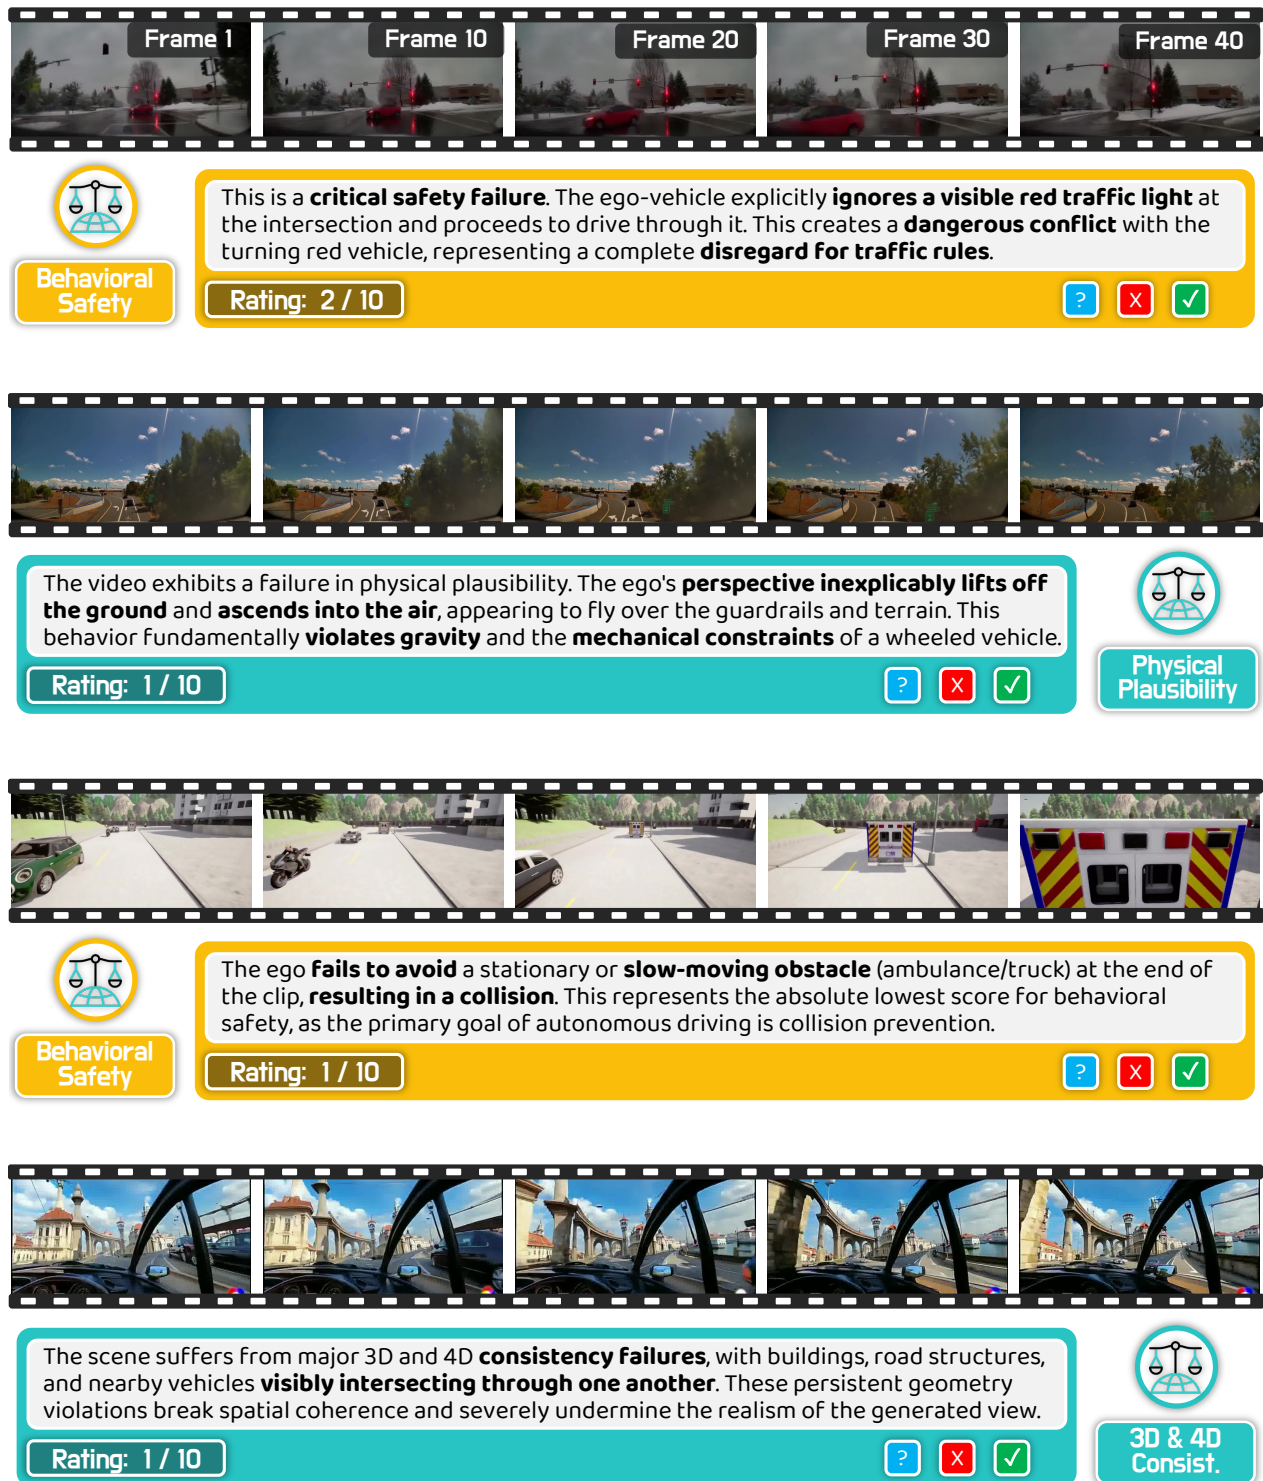 Frame 1
Frame 10
Frame 20
Frame 30
Frame 40
This is a critical safety failure. The ego-vehicle explicitly ignores a visible red traffic light at
the intersection and proceeds to drive through it. This creates a dangerous conflict with the
turning red vehicle, representing a complete disregard for traffic rules.
Behavioral
Safety
Rating: 2 / 10
? X ✓
The video exhibits a failure in physical plausibility. The ego's perspective inexplicably lifts off
the ground and ascends into the air, appearing to fly over the guardrails and terrain. This
behavior fundamentally violates gravity and the mechanical constraints of a wheeled vehicle.
Rating: 1 / 10
? X ✓
Physical
Plausibility
The ego fails to avoid a stationary or slow-moving obstacle (ambulance/truck) at the end of
the clip, resulting in a collision. This represents the absolute lowest score for behavioral
safety, as the primary goal of autonomous driving is collision prevention.
Behavioral
Safety
Rating: 1 / 10
? X ✓
The scene suffers from major 3D and 4D consistency failures, with buildings, road structures,
and nearby vehicles visibly intersecting through one another. These persistent geometry
violations break spatial coherence and severely undermine the realism of the generated view.
Rating: 1 / 10
? X ✓
3D & 4D
Consist.